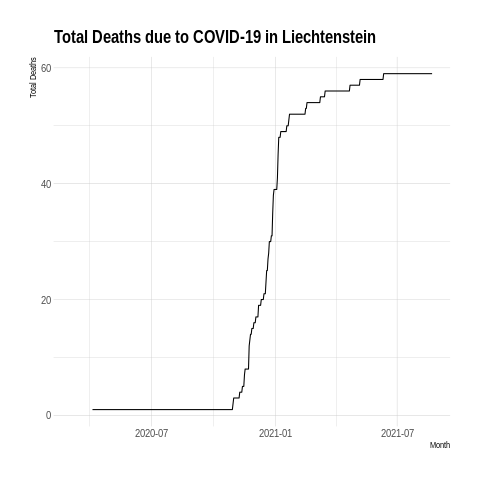 Total Deaths due to COVID-19 in Liechtenstein
Total Deaths
60
40
20
0
2020-07
2021-01
2021-07
Month